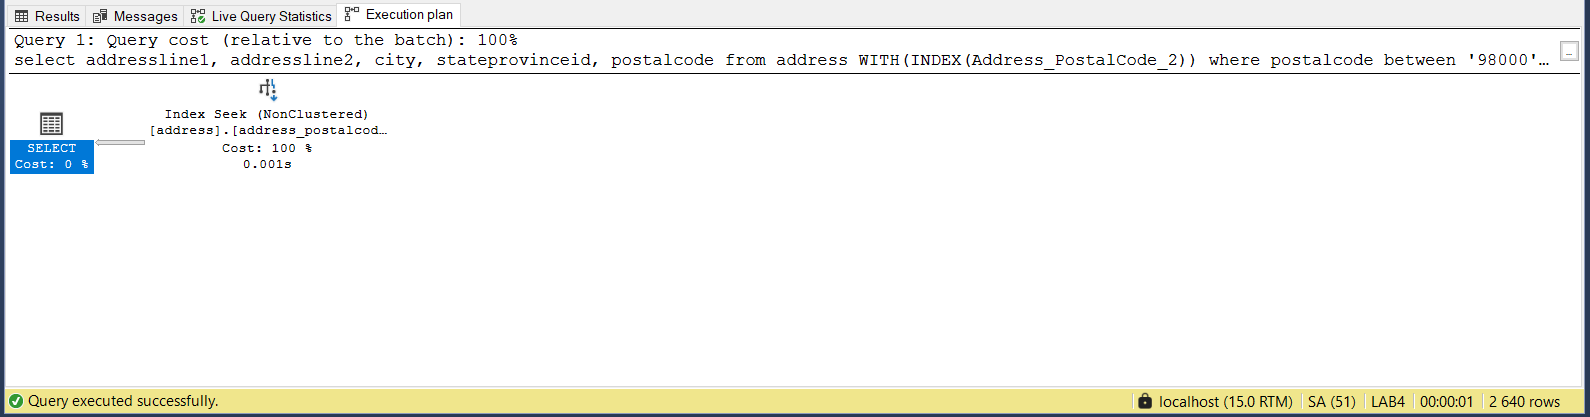 Results Messages Live Query Statistics Execution plan
Query 1: Query cost (relative to the batch): 100%
select addressline1, addressline2, city, stateprovinceid, postalcode from address WITH(INDEX(Address_PostalCode_2)) where postalcode between '98000'… ...
Index Seek (NonClustered)
[address].[address_postalcod…
Cost: 100 %
0.001s
SELECT
Cost: 0 %
Query executed successfully. localhost (15.0 RTM) SA (51) LAB4 00:00:01 2 640 rows